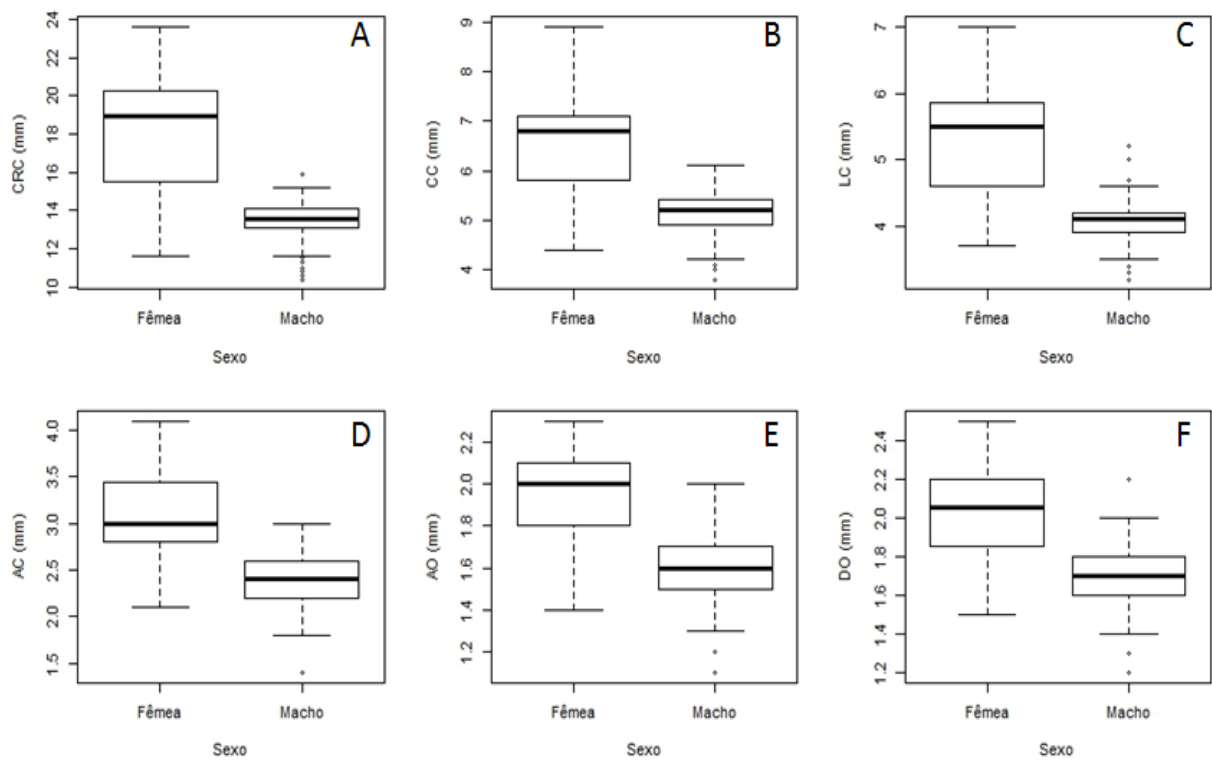 A
CRC (mm)
24
22
20
18
16
14
12
10
Fêmea Macho
Sexo
B
CC (mm)
9
8
7
6
5
4
Fêmea Macho
Sexo
C
LC (mm)
7
6
5
4
Fêmea Macho
Sexo
D
AC (mm)
4.0
3.5
3.0
2.5
2.0
1.5
Fêmea Macho
Sexo
E
AO (mm)
2.2
2.0
1.8
1.6
1.4
1.2
Fêmea Macho
Sexo
F
DO (mm)
2.4
2.2
2.0
1.8
1.6
1.4
1.2
Fêmea Macho
Sexo